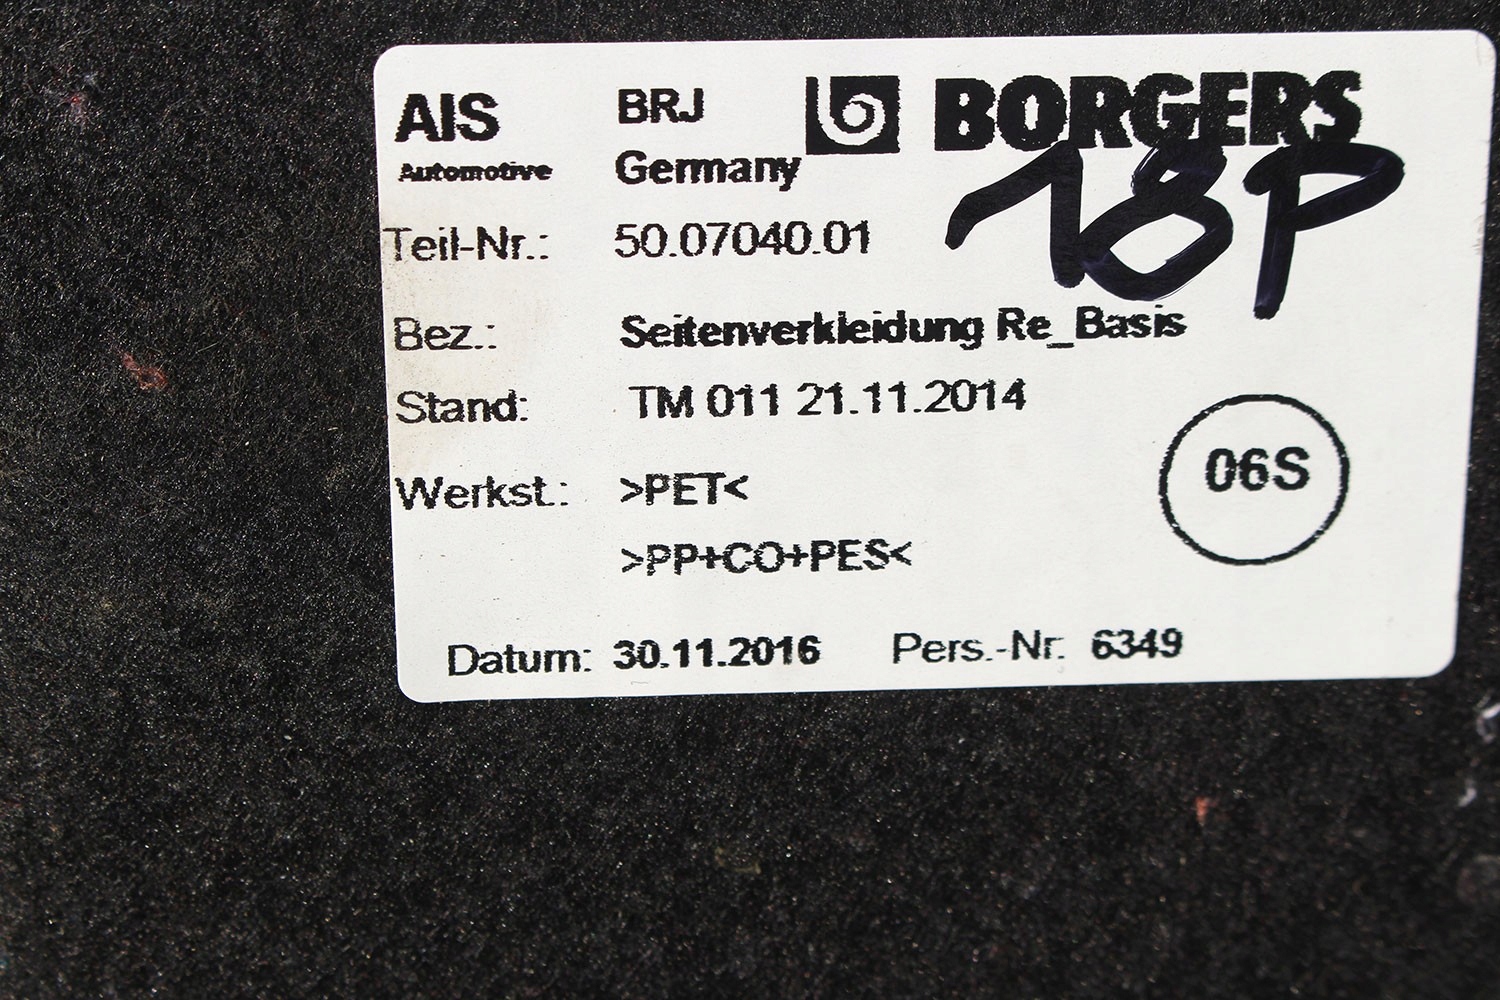 AIS BRJ BORGERS
Automotive Germany
18P
Teil-Nr.: 50.07040.01
Bez.: Seitenverkleidung Re_Basis
Stand: TM 011 21.11.2014
06S
Werkst.: >PET<
>PP+CO+PES<
Datum: 30.11.2016 Pers.-Nr. 6349